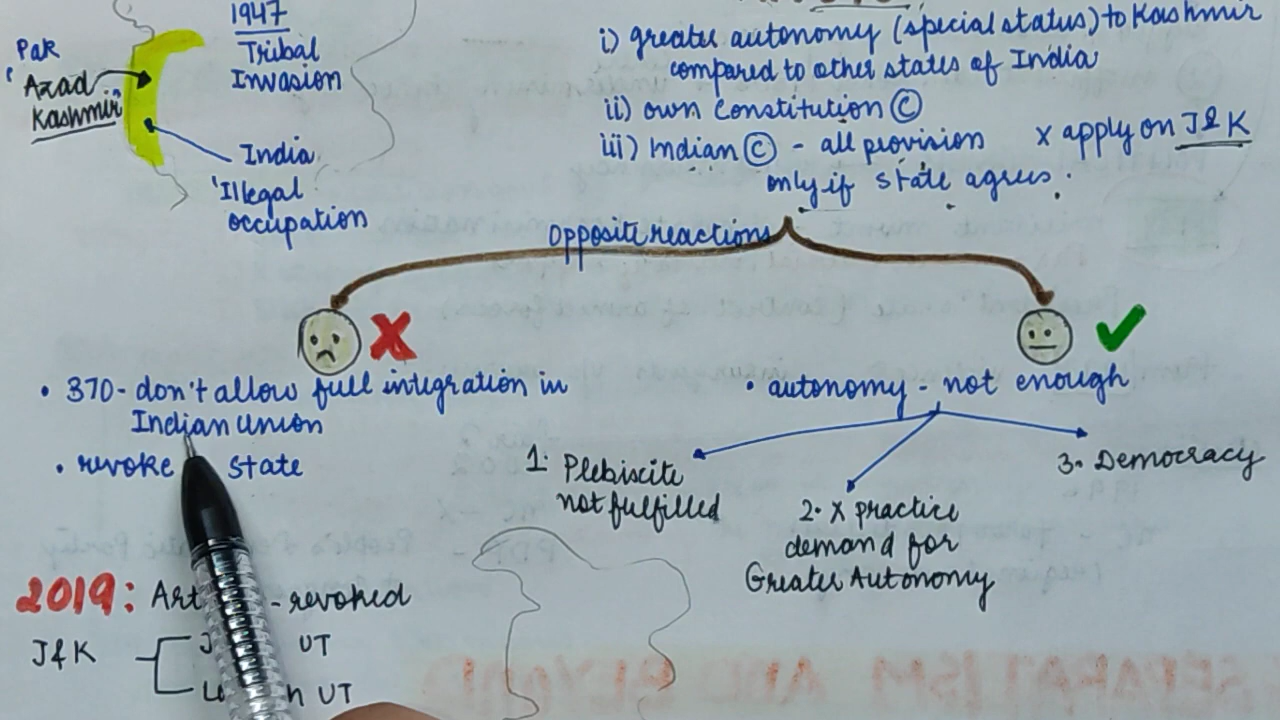 1947
Tribal
Invasion
Pak
'Azad
Kashmir'
India
'Illegal
occupation
i) greater autonomy (special status) to Kashmir
compared to other states of India
ii) own constitution ©
iii) Indian © - all provision x apply on J&K
only if state agrees.
opposite reactions
• 370 - don't allow full integration in
Indian Union
• revoke state
• autonomy - not enough
1. Plebiscite
not fulfilled
2. X practice
demand for
Greater Autonomy
3. Democracy
2019: Art - revoked
J&K
J UT
UT